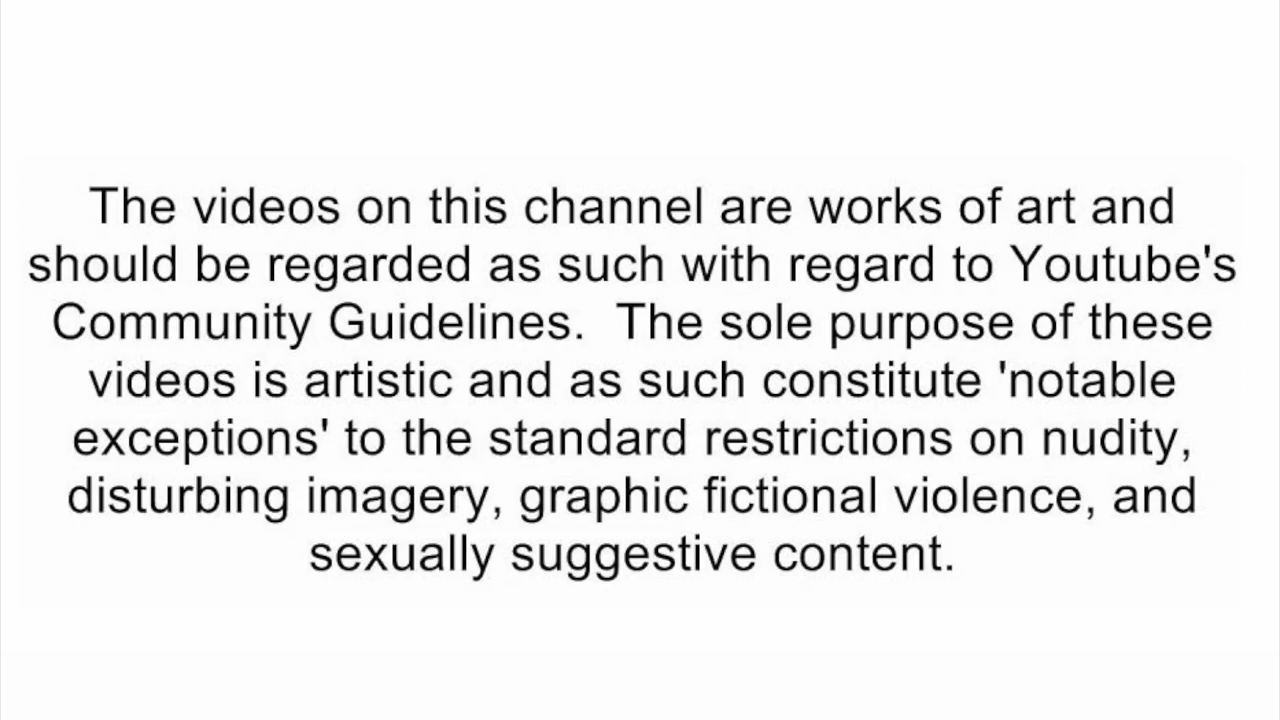 The videos on this channel are works of art and
should be regarded as such with regard to Youtube's
Community Guidelines.  The sole purpose of these
videos is artistic and as such constitute 'notable
exceptions' to the standard restrictions on nudity,
disturbing imagery, graphic fictional violence, and
sexually suggestive content.